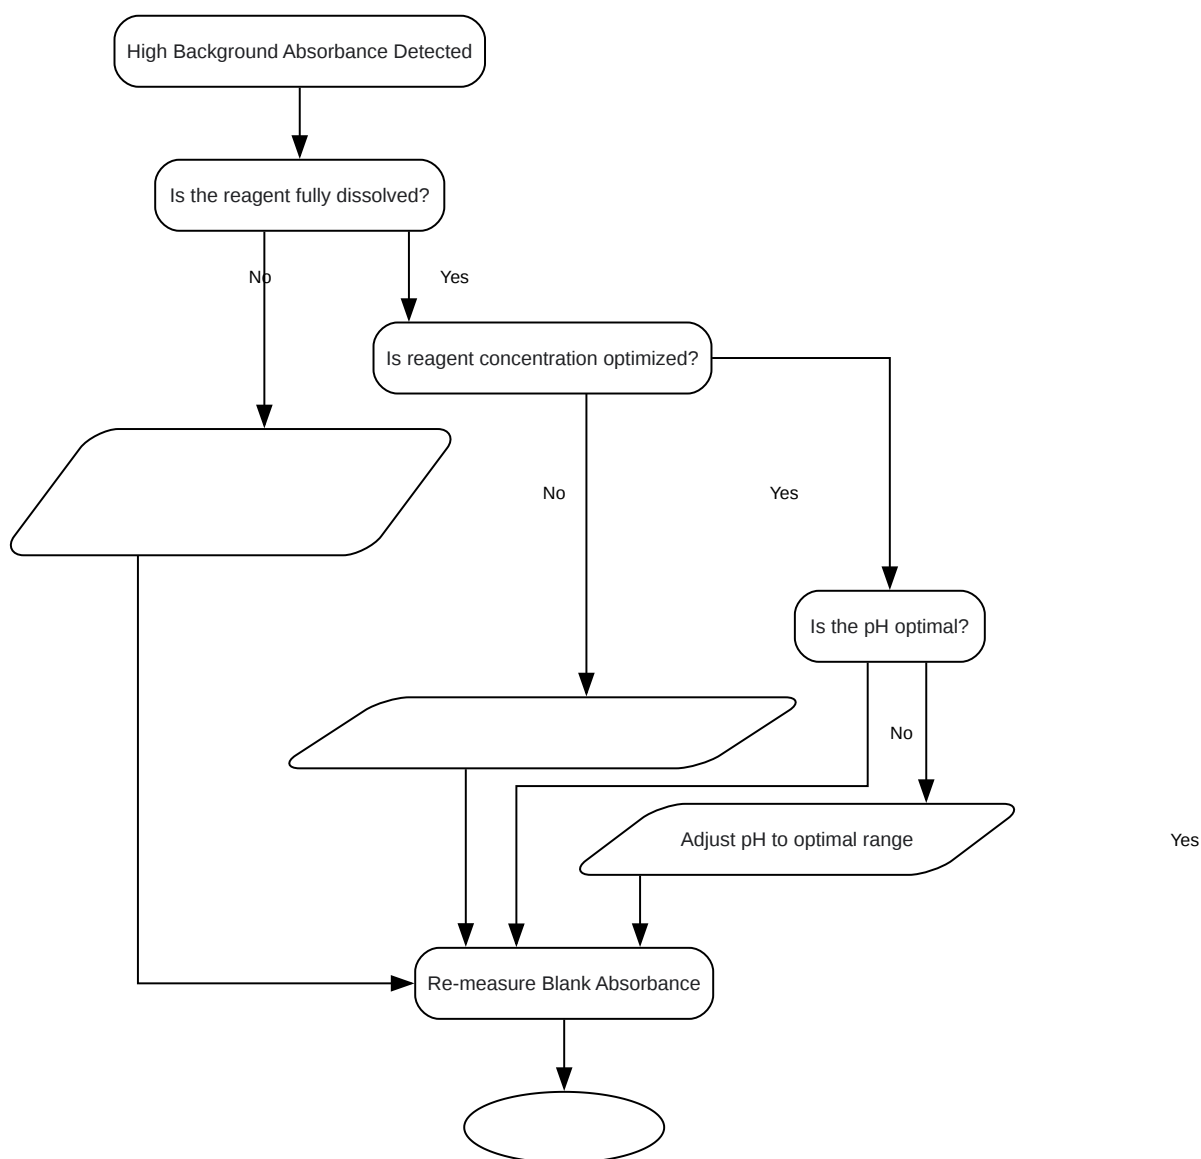 High Background Absorbance Detected
Is the reagent fully dissolved?
No
Yes
Is reagent concentration optimized?
No
Yes
Is the pH optimal?
No
Adjust pH to optimal range
Yes
Re-measure Blank Absorbance